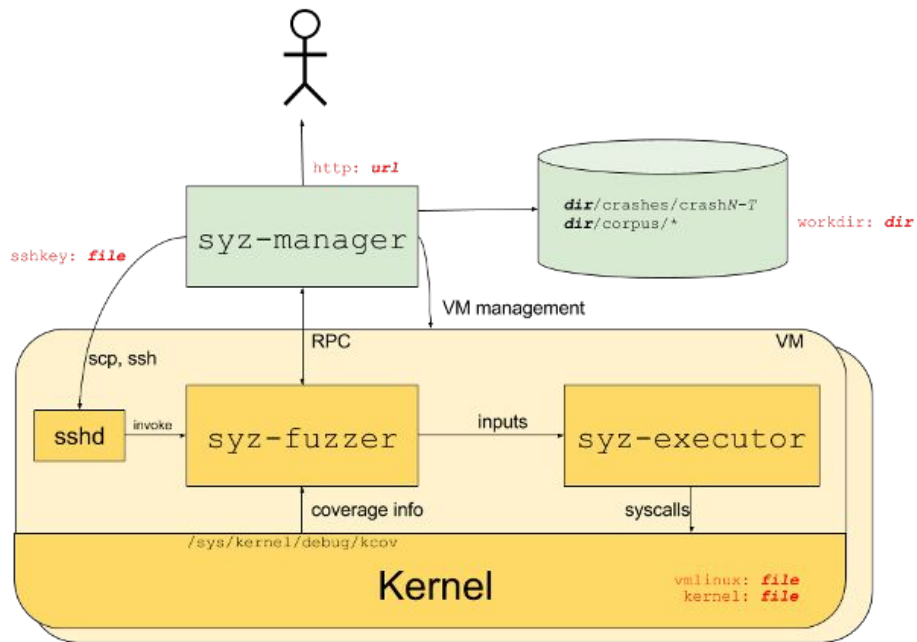 http: url
dir/crashes/crashN-T
dir/corpus/*
workdir: dir
syz-manager
sshkey: file
VM management
RPC
VM
scp, ssh
sshd
invoke
syz-fuzzer
inputs
syz-executor
coverage info
syscalls
/sys/kernel/debug/kcov
Kernel
vmlinux: file
kernel: file